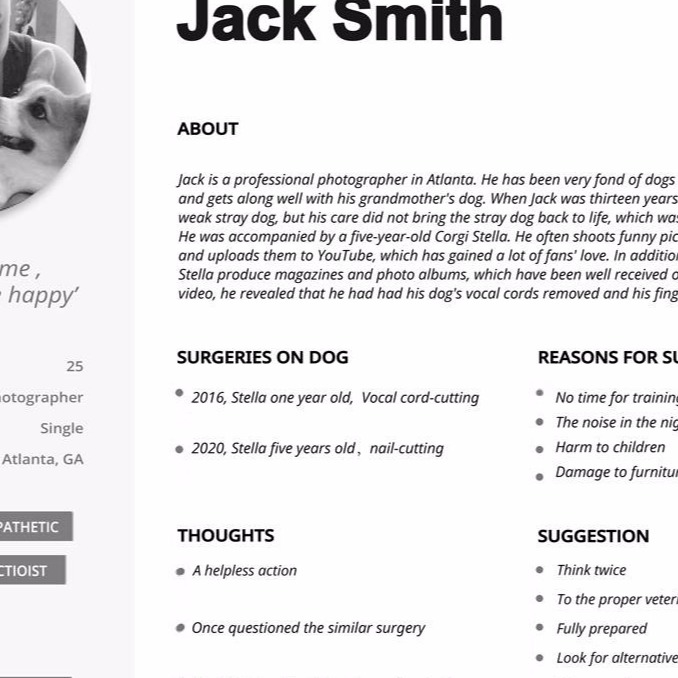 Jack Smith
ABOUT
Jack is a professional photographer in Atlanta. He has been very fond of dogs
and gets along well with his grandmother's dog. When Jack was thirteen years
weak stray dog, but his care did not bring the stray dog back to life, which was
He was accompanied by a five-year-old Corgi Stella. He often shoots funny pic
and uploads them to YouTube, which has gained a lot of fans' love. In addition
Stella produce magazines and photo albums, which have been well received o
video, he revealed that he had had his dog's vocal cords removed and his fing
me ,
happy’
25
hotographer
Single
Atlanta, GA
PATHETIC
CTIOIST
SURGERIES ON DOG
2016, Stella one year old, Vocal cord-cutting
2020, Stella five years old , nail-cutting
REASONS FOR SU
No time for training
The noise in the nig
Harm to children
Damage to furnitur
THOUGHTS
A helpless action
Once questioned the similar surgery
SUGGESTION
Think twice
To the proper veter
Fully prepared
Look for alternative